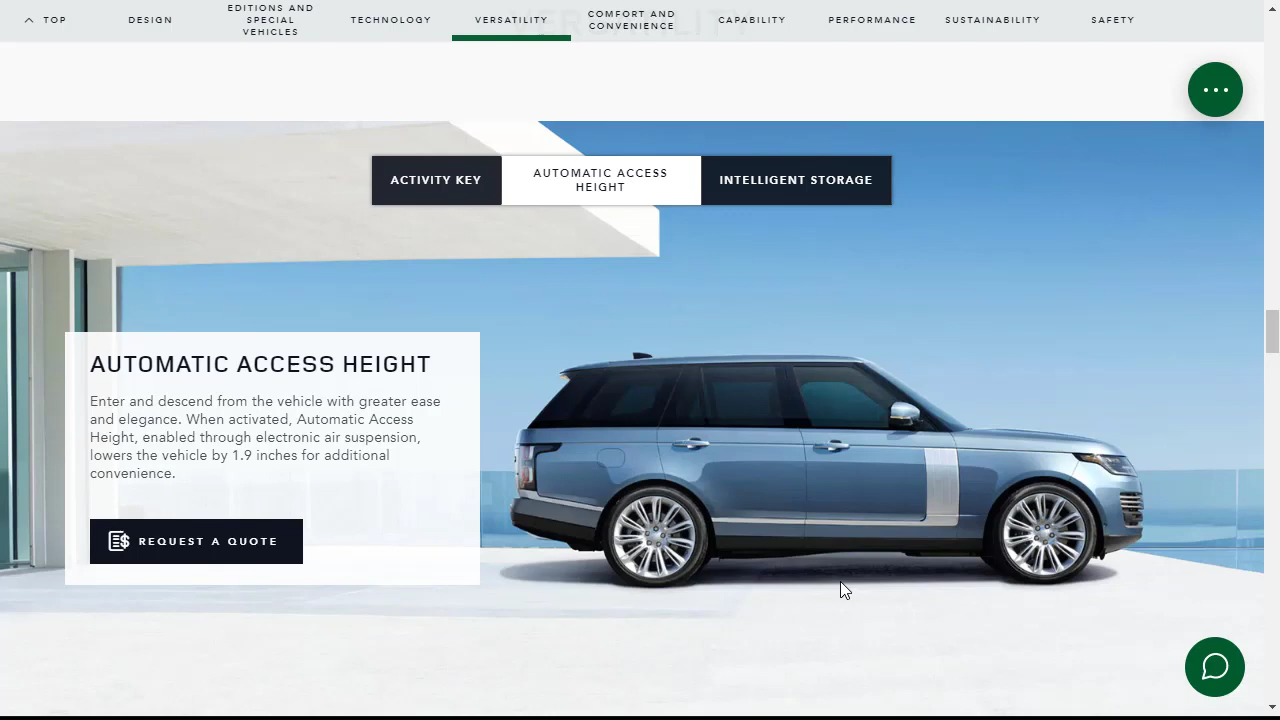 TOP
DESIGN
EDITIONS AND
SPECIAL
VEHICLES
TECHNOLOGY
VERSATILITY
COMFORT AND
CONVENIENCE
CAPABILITY
PERFORMANCE
SUSTAINABILITY
SAFETY
VERSATILITY
ACTIVITY KEY
AUTOMATIC ACCESS
HEIGHT
INTELLIGENT STORAGE
AUTOMATIC ACCESS HEIGHT
Enter and descend from the vehicle with greater ease
and elegance. When activated, Automatic Access
Height, enabled through electronic air suspension,
lowers the vehicle by 1.9 inches for additional
convenience.
REQUEST A QUOTE